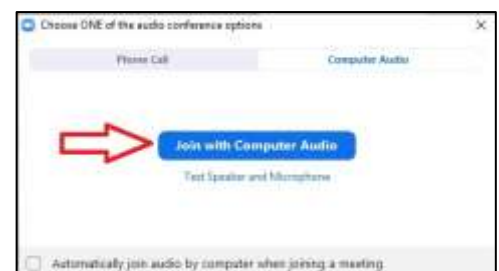 Choose ONE of the audio conference options
Phone Call
Computer Audio
Join with Computer Audio
Test Speaker and Microphone
Automatically join audio by computer when joining a meeting